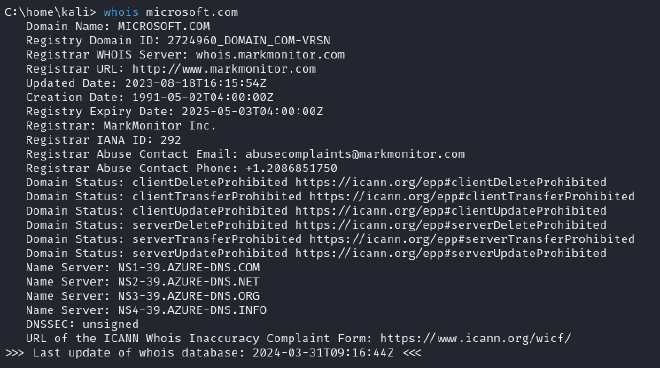 C:\home\kali> whois microsoft.com
Domain Name: MICROSOFT.COM
Registry Domain ID: 2724960_DOMAIN_COM-VRSN
Registrar WHOIS Server: whois.markmonitor.com
Registrar URL: http://www.markmonitor.com
Updated Date: 2023-08-18T16:15:54Z
Creation Date: 1991-05-02T04:00:00Z
Registry Expiry Date: 2025-05-03T04:00:00Z
Registrar: MarkMonitor Inc.
Registrar IANA ID: 292
Registrar Abuse Contact Email: abusecomplaints@markmonitor.com
Registrar Abuse Contact Phone: +1.2086851750
Domain Status: clientDeleteProhibited https://icann.org/epp#clientDeleteProhibited
Domain Status: clientTransferProhibited https://icann.org/epp#clientTransferProhibited
Domain Status: clientUpdateProhibited https://icann.org/epp#clientUpdateProhibited
Domain Status: serverDeleteProhibited https://icann.org/epp#serverDeleteProhibited
Domain Status: serverTransferProhibited https://icann.org/epp#serverTransferProhibited
Domain Status: serverUpdateProhibited https://icann.org/epp#serverUpdateProhibited
Name Server: NS1-39.AZURE-DNS.COM
Name Server: NS2-39.AZURE-DNS.NET
Name Server: NS3-39.AZURE-DNS.ORG
Name Server: NS4-39.AZURE-DNS.INFO
DNSSEC: unsigned
URL of the ICANN Whois Inaccuracy Complaint Form: https://www.icann.org/wicf/
>>> Last update of whois database: 2024-03-31T09:16:44Z <<<